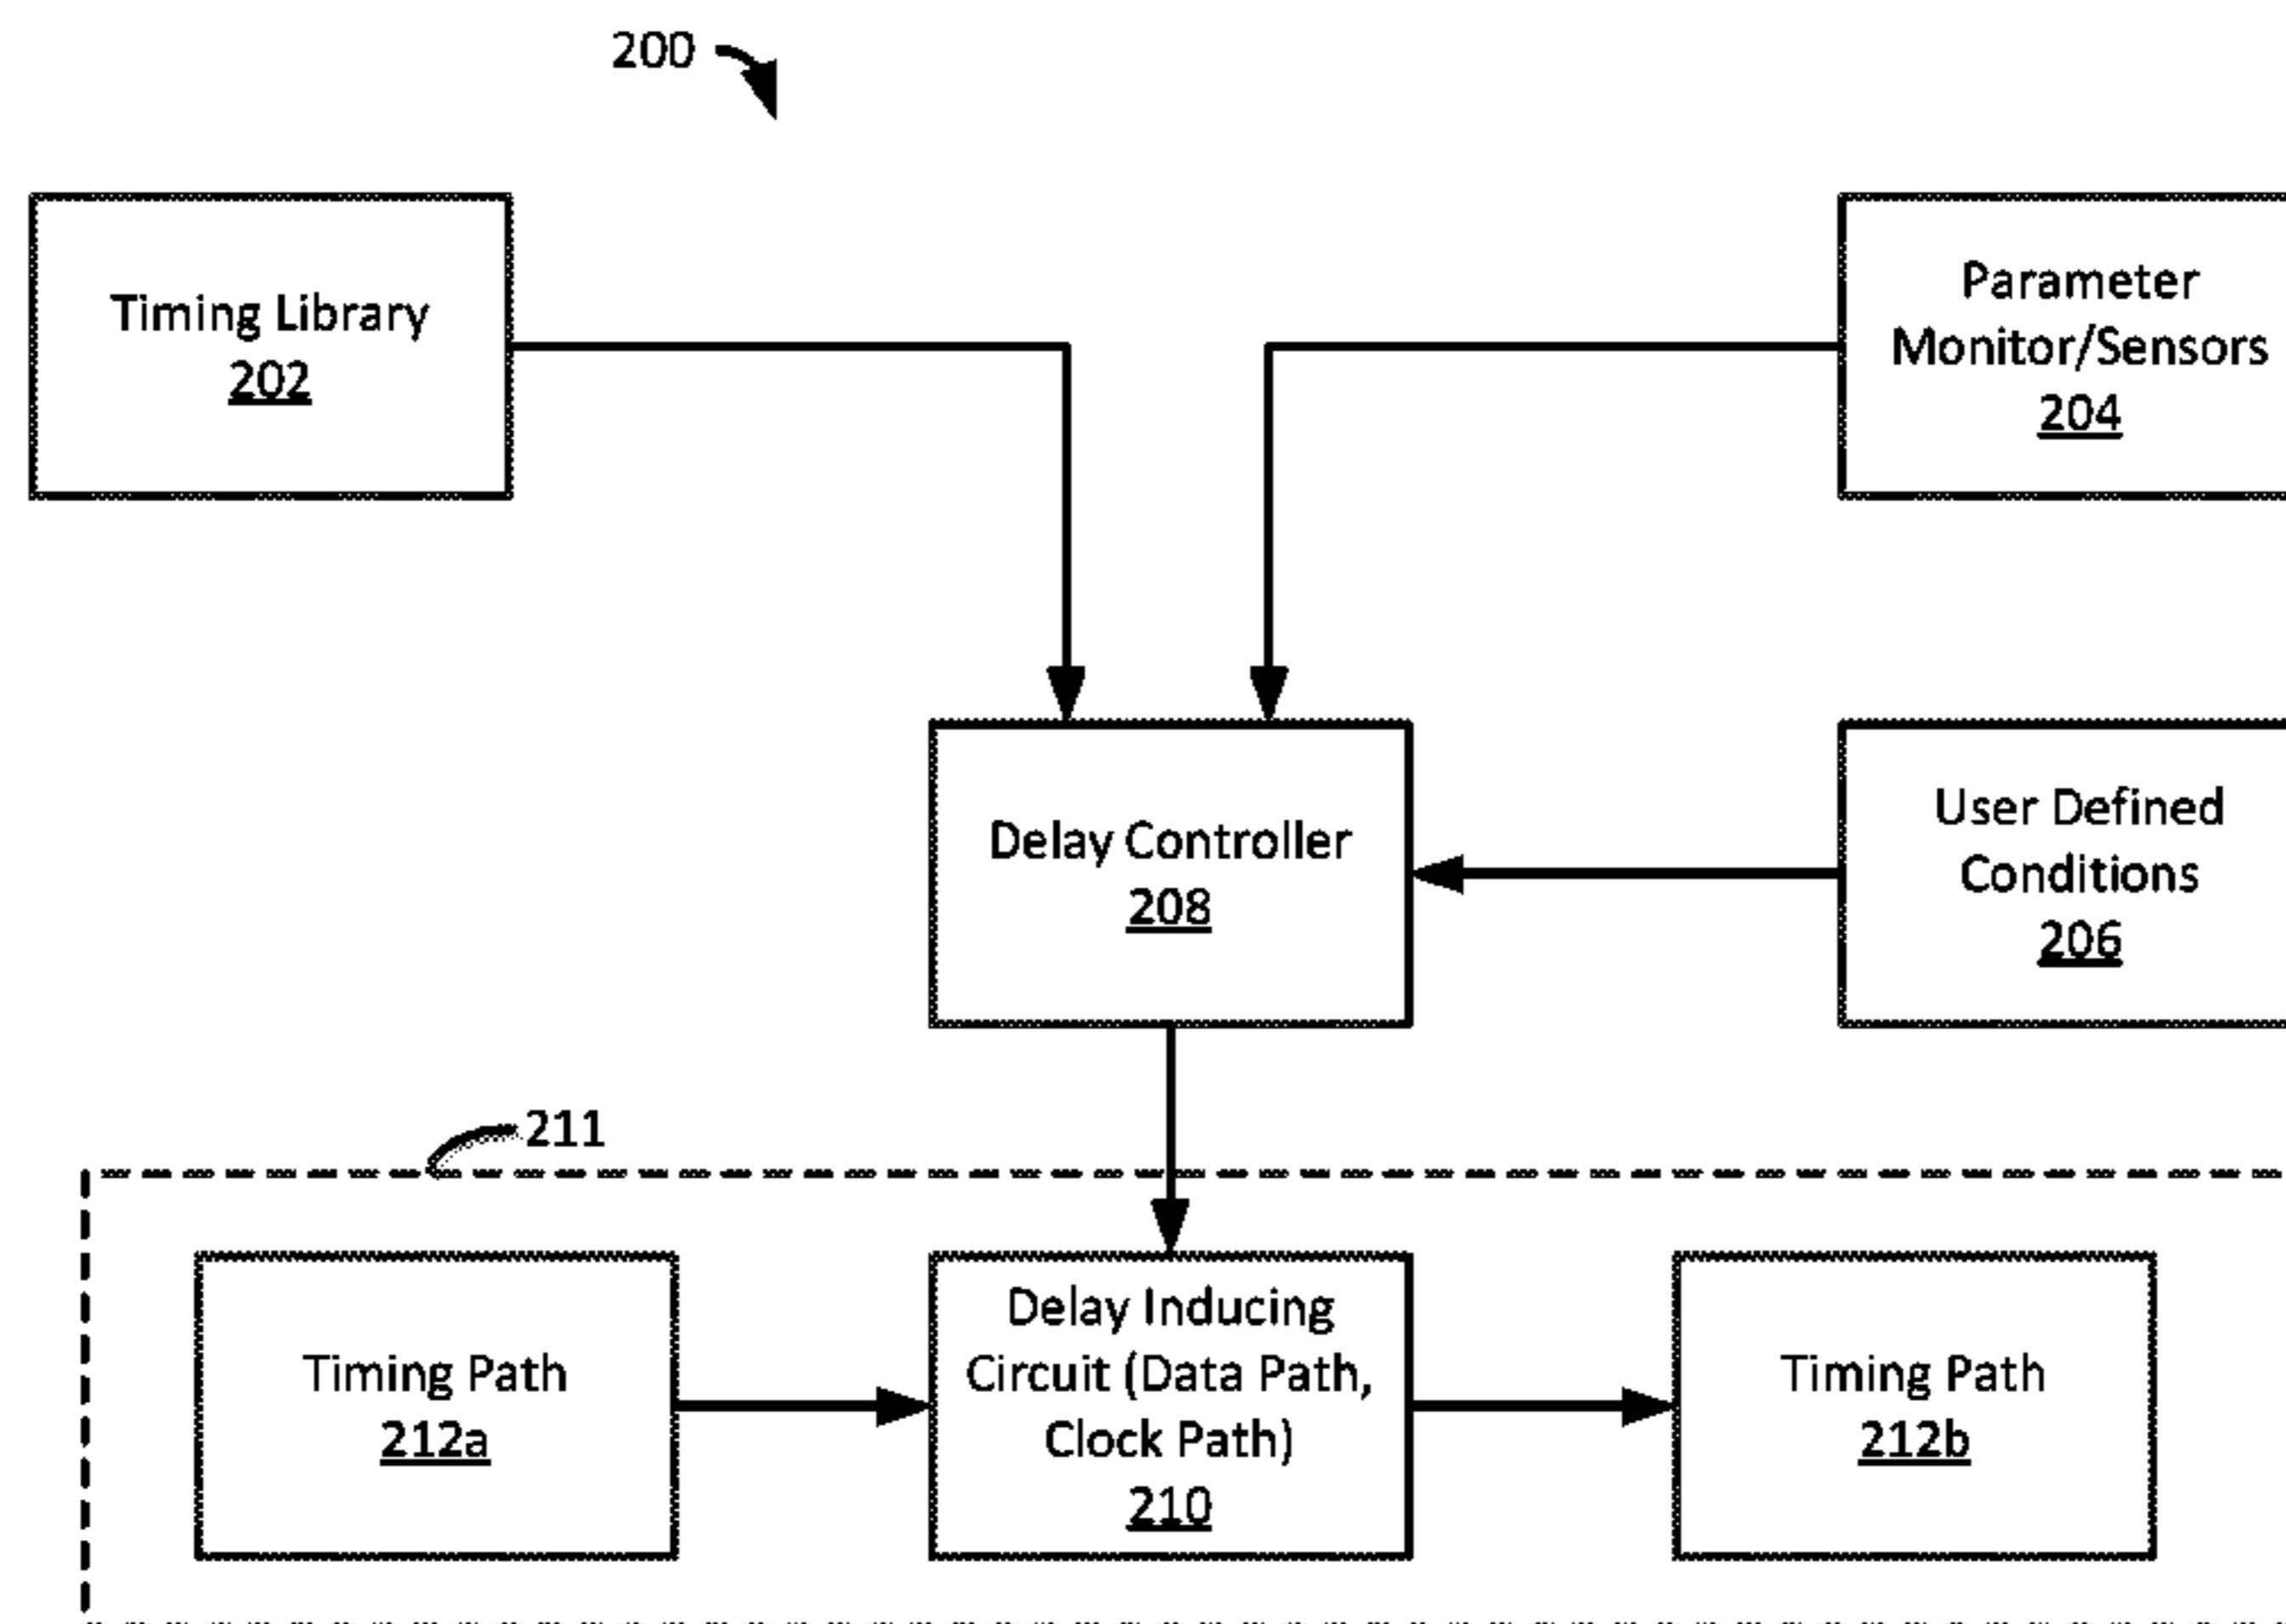 200
Timing Library
202
Parameter
Monitor/Sensors
204
Delay Controller
208
User Defined
Conditions
206
211
Timing Path
212a
Delay Inducing
Circuit (Data Path,
Clock Path)
210
Timing Path
212b